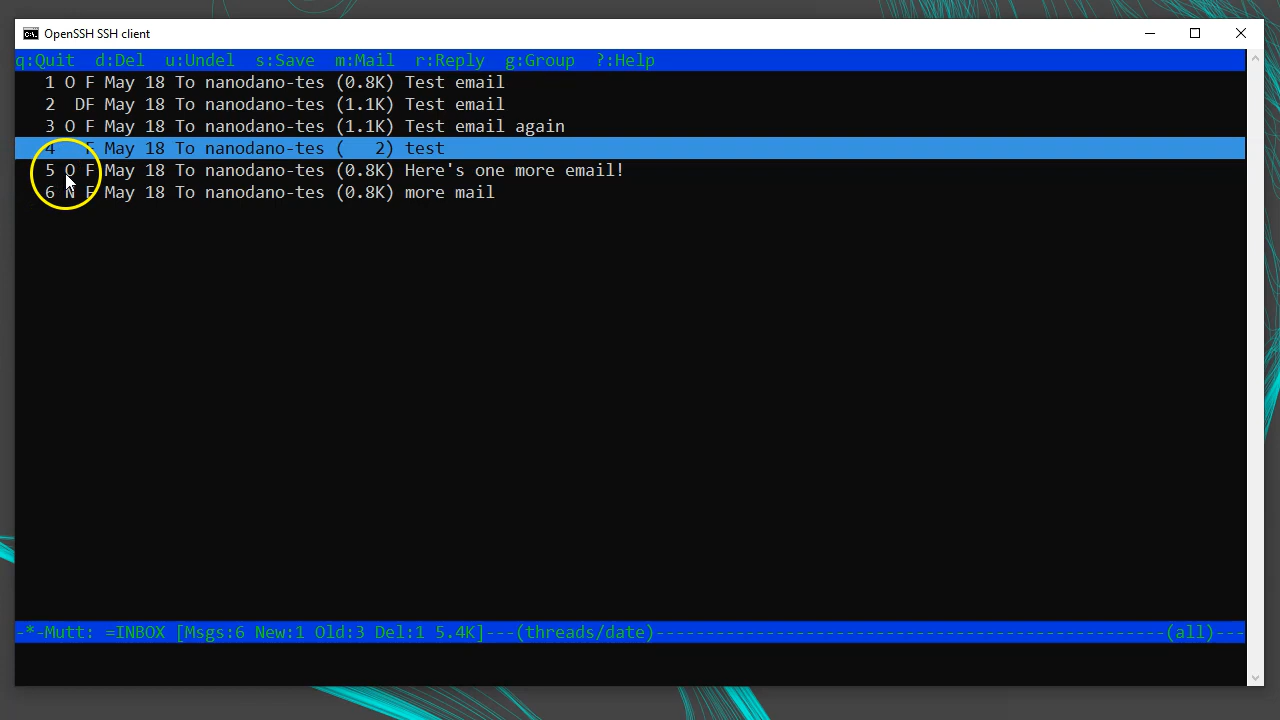 OpenSSH SSH client
q:Quit  d:Del  u:Undel  s:Save  m:Mail  r:Reply  g:Group  ?:Help
1 O F May 18 To nanodano-tes (0.8K) Test email
2  DF May 18 To nanodano-tes (1.1K) Test email
3 O F May 18 To nanodano-tes (1.1K) Test email again
4   F May 18 To nanodano-tes (   2) test
5 O F May 18 To nanodano-tes (0.8K) Here's one more email!
6 N F May 18 To nanodano-tes (0.8K) more mail
-*-Mutt: =INBOX [Msgs:6 New:1 Old:3 Del:1 5.4K]---(threads/date)---------------------------------------------------(all)---